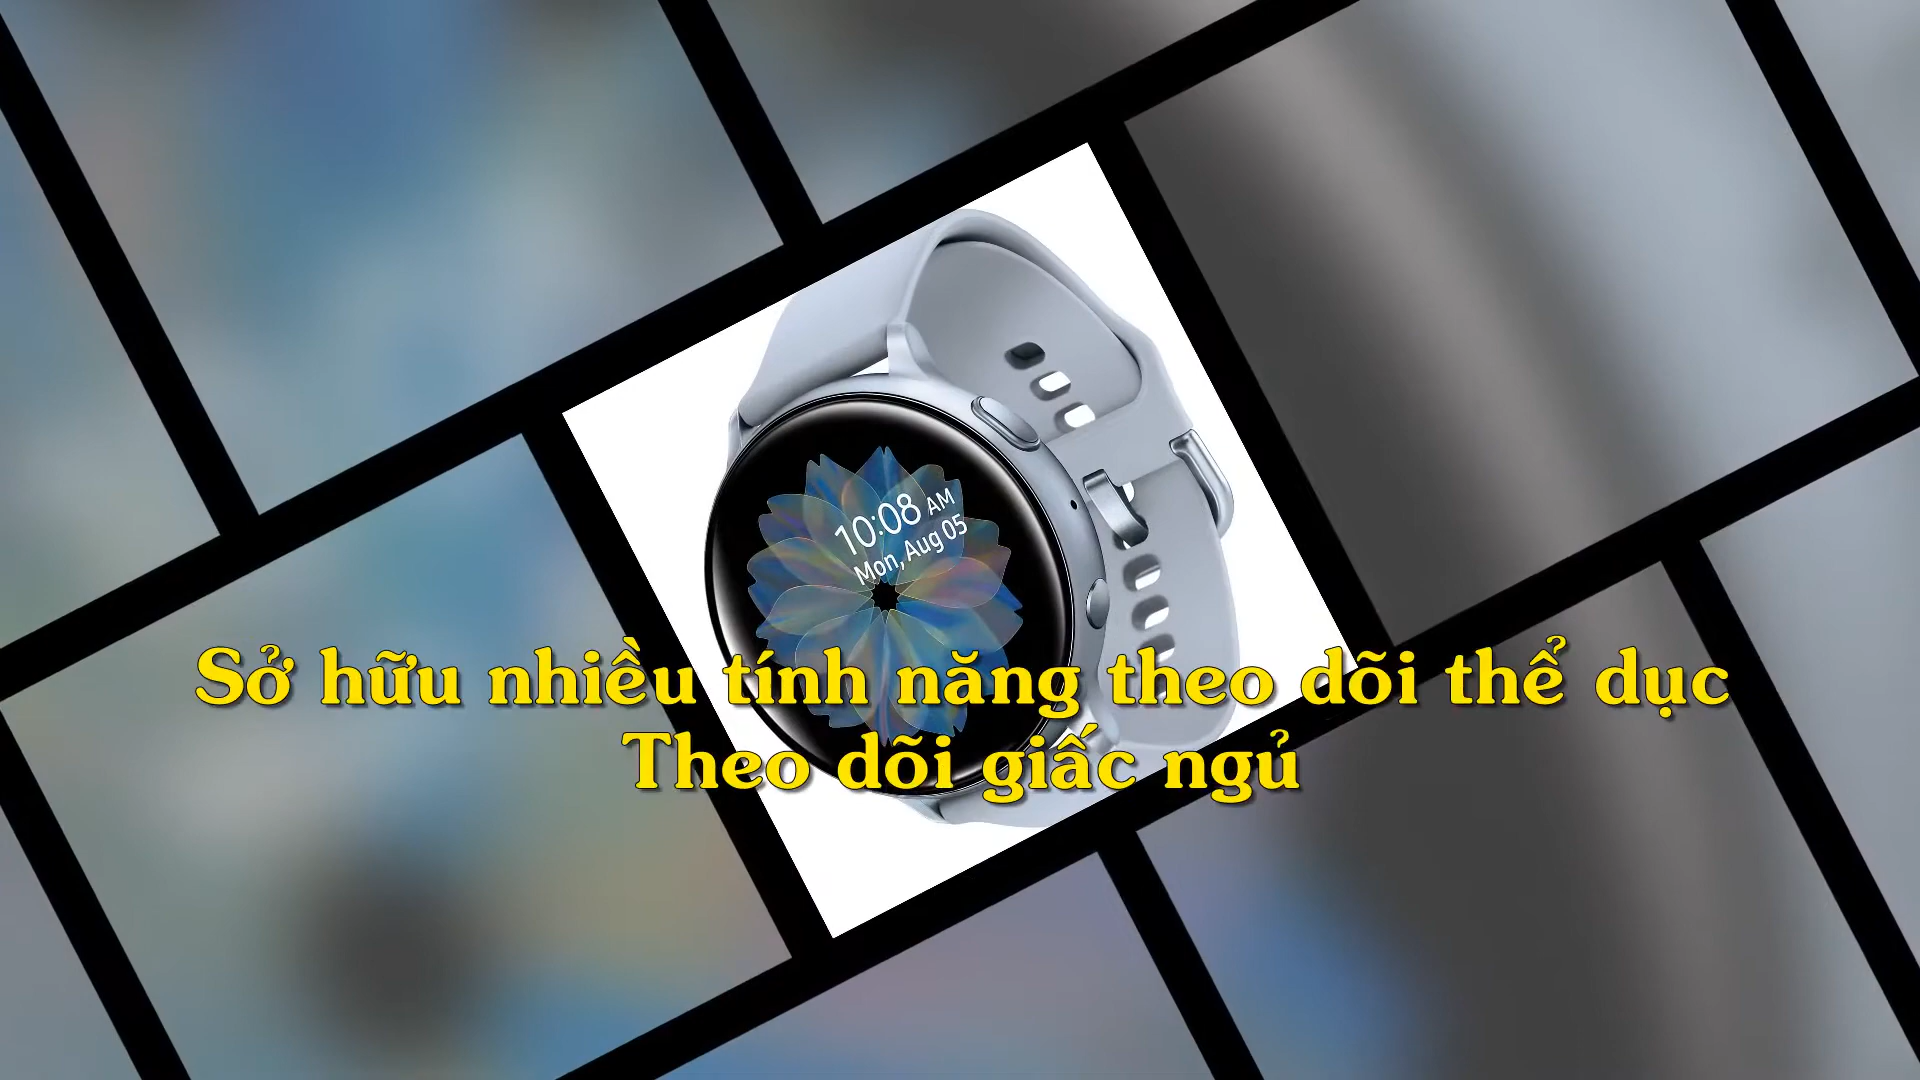 10:08 AM
Mon, Aug 05
Sở hữu nhiều tính năng theo dõi thể dục
Theo dõi giấc ngủ